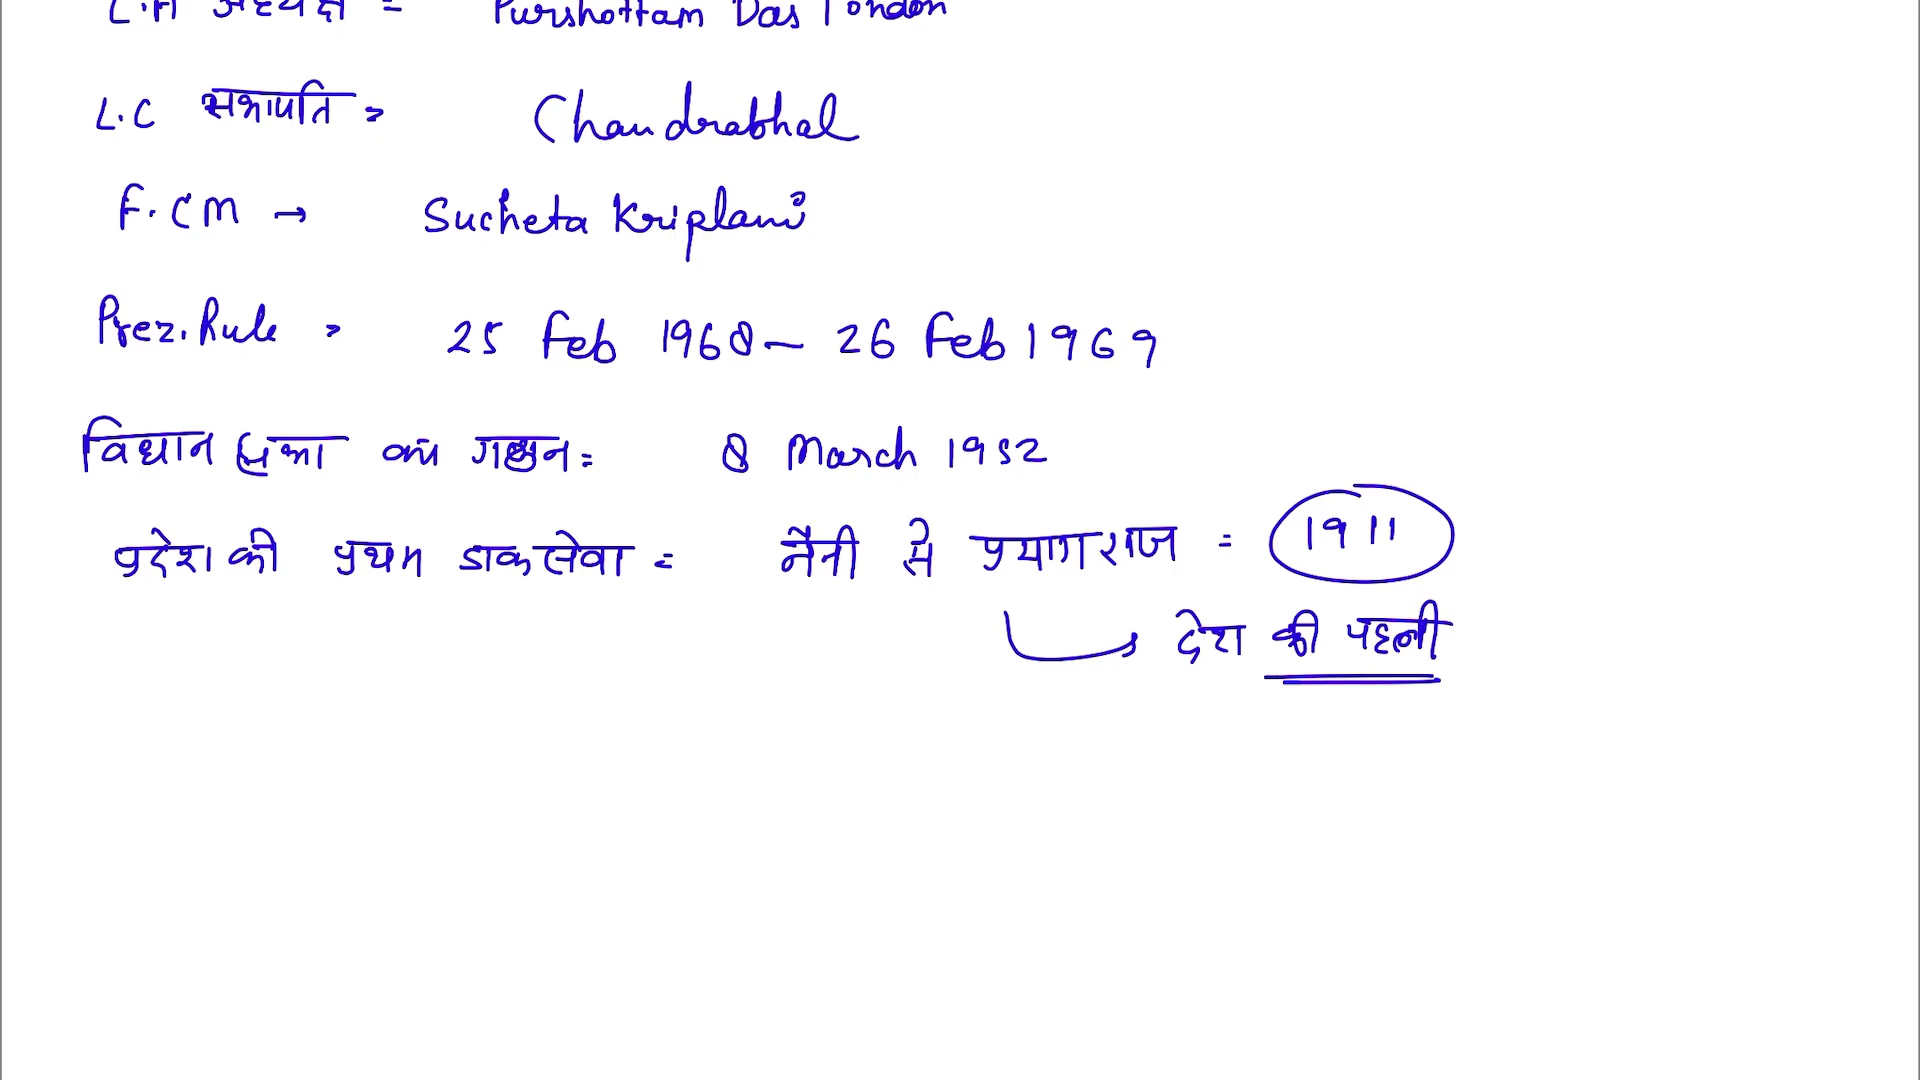 L.A अध्यक्ष = Purshottam Das Tondon
L.C सभापति = Chandrabhal
F. CM → Sucheta Kriplani
Prez. Rule = 25 Feb 1968 - 26 Feb 1969
विधान सभा का गठन = 8 March 1952
प्रदेश की प्रथम डाकसेवा = नैनी से प्रयागराज = 1911
देश की पहली